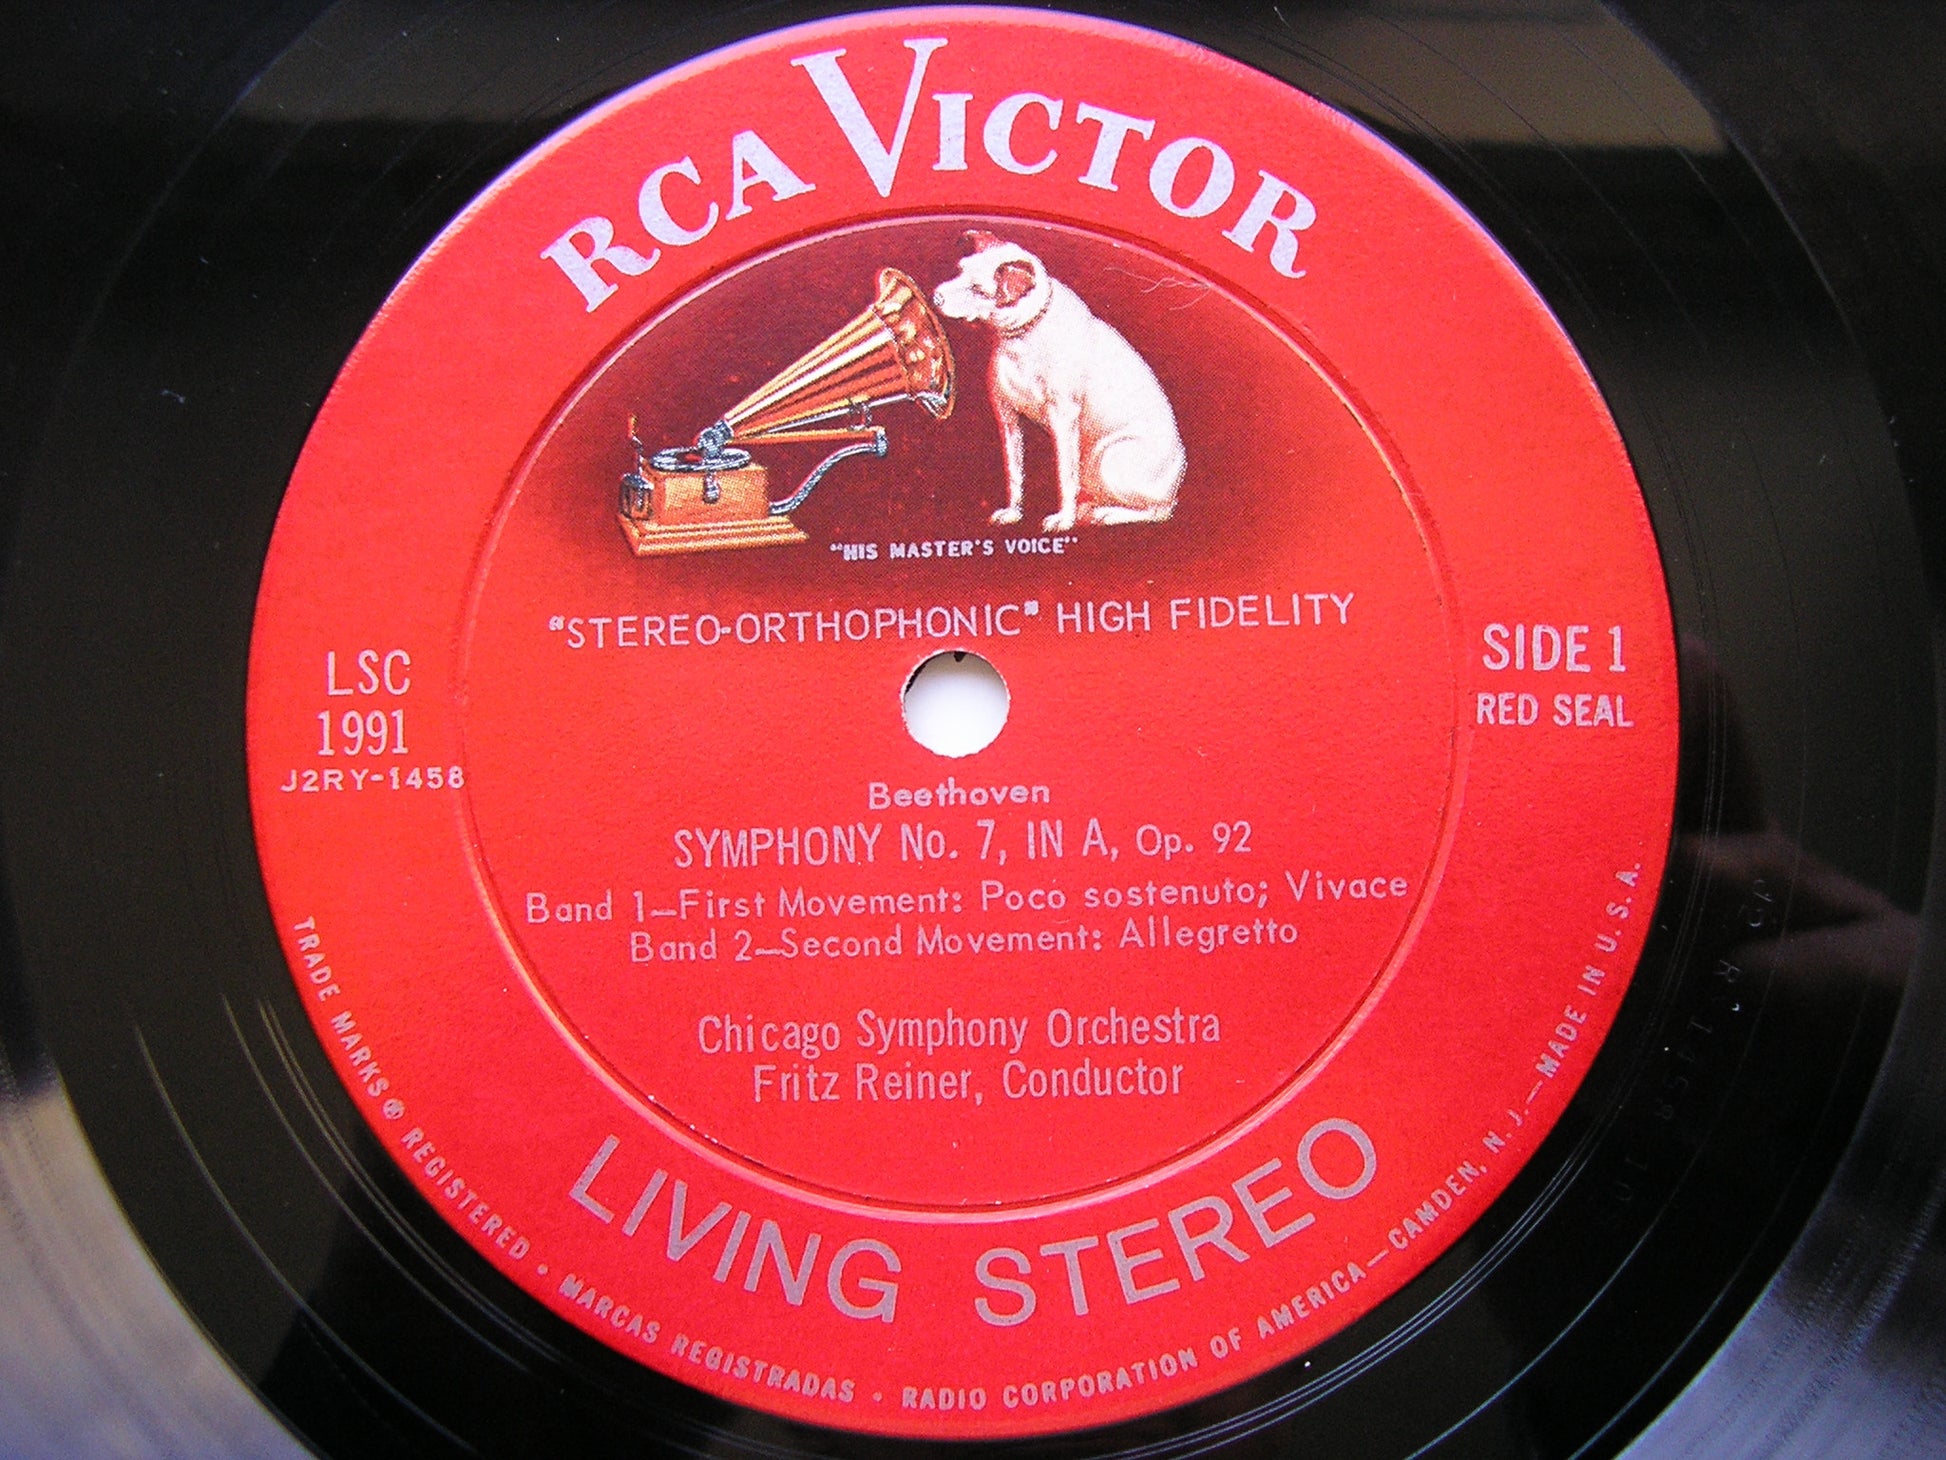 RCA VICTOR
"HIS MASTER'S VOICE"
"STEREO-ORTHOPHONIC" HIGH FIDELITY
LSC
1991
J2RY-1458
SIDE 1
RED SEAL
Beethoven
SYMPHONY No. 7, IN A, Op. 92
Band 1—First Movement: Poco sostenuto; Vivace
Band 2—Second Movement: Allegretto
Chicago Symphony Orchestra
Fritz Reiner, Conductor
LIVING STEREO
TRADE MARKS ® REGISTERED • MARCAS REGISTRADAS • RADIO CORPORATION OF AMERICA—CAMDEN, N. J.—MADE IN U. S. A.